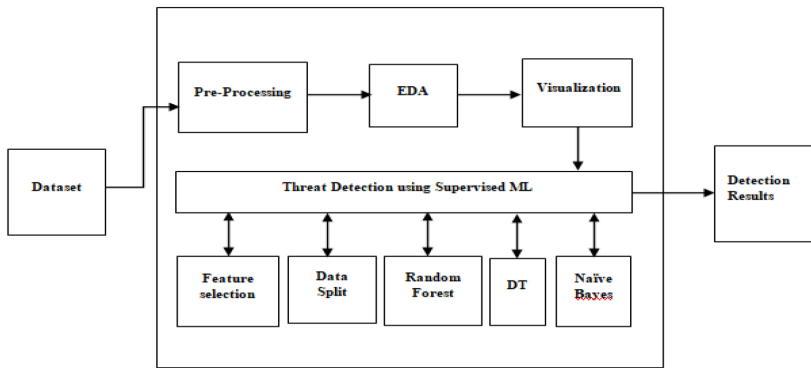 Pre-Processing
EDA
Visualization
Dataset
Threat Detection using Supervised ML
Detection
Results
Feature
selection
Data
Split
Random
Forest
DT
Naïve
Bayes